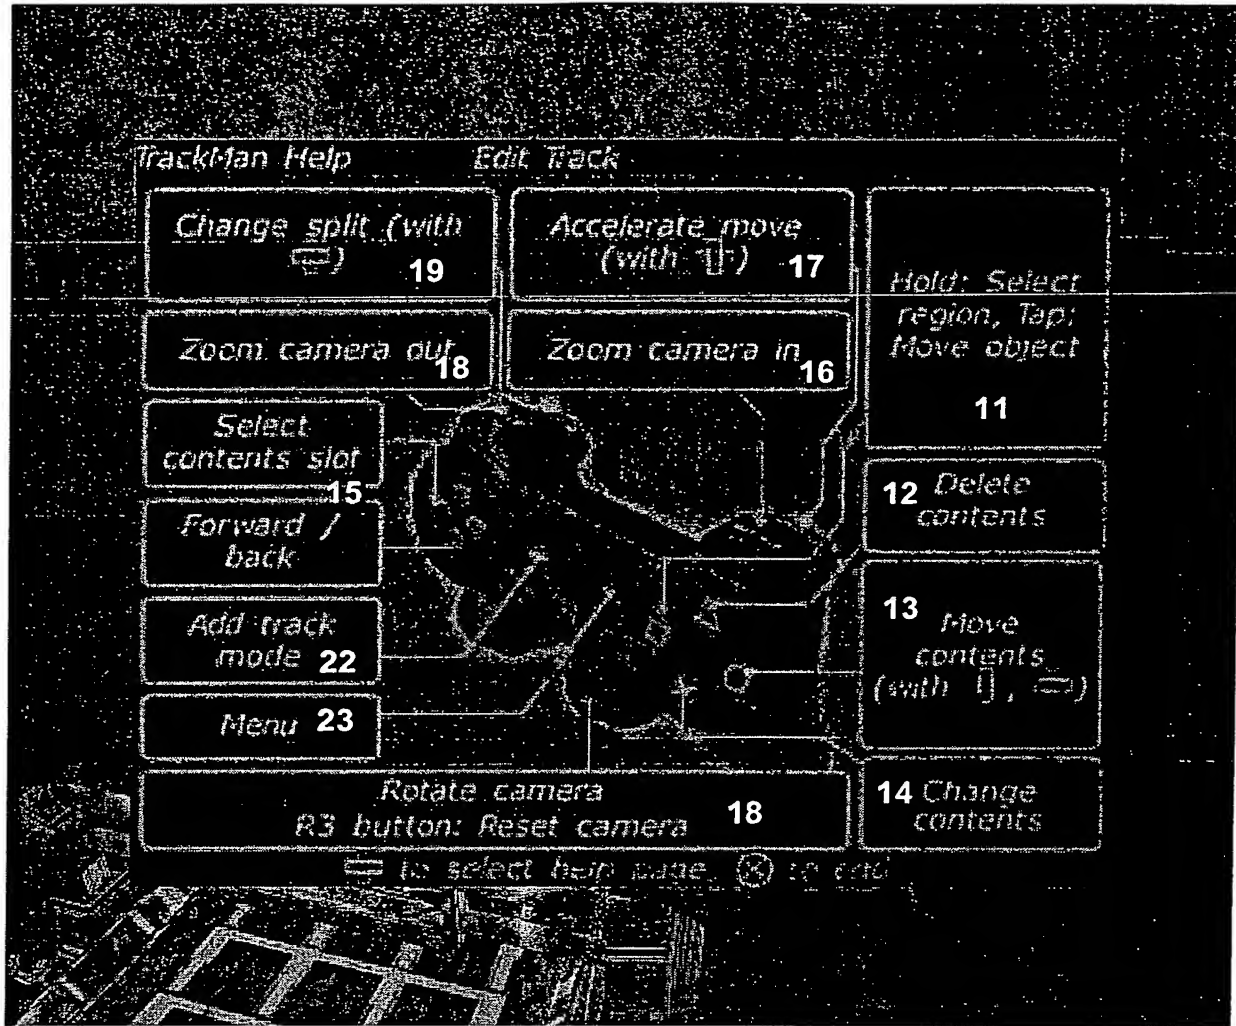 TrackMan Help Edit Track
Change split (with
) 19
Accelerate move
(with ) 17
Hold: Select
region, Tap:
Move object
11
Zoom camera out
18
Zoom camera in
16
Select
contents slot
15
12 Delete
contents
Forward /
back
13
Move
contents
(with , )
Add track
mode 22
Menu 23
Rotate camera
R3 button: Reset camera 18
14 Change
contents
to select help page, to end